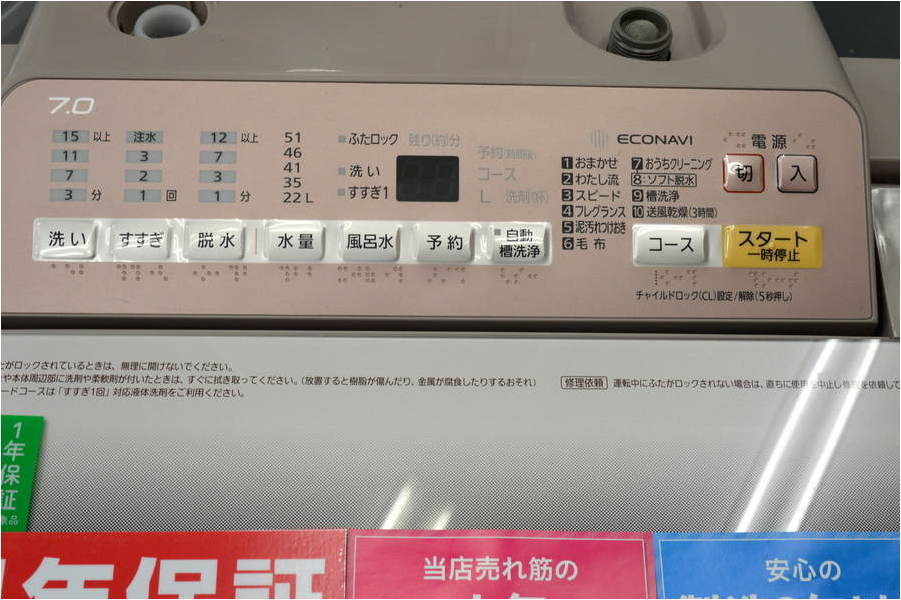 7.0
15 以上 注水 12 以上 51
11 3 7 46
7 2 3 41
3 分 1 回 1 分 35
22 L
ふたロック
洗い
すすぎ1
残り(約)分
予約(時間後)
コース
L 洗剤(杯)
ECONAVI
1 おまかせ 7 おうちクリーニング
2 わたし流 8:ソフト脱水
3 スピード 9 槽洗浄
4 フレグランス 10 送風乾燥(3時間)
5 泥汚れつけおき
6 毛布
電源
切 入
洗い すすぎ 脱水 水量 風呂水 予約 自動
槽洗浄
コース スタート
一時停止
チャイルドロック(CL)設定/解除(5秒押し)
たがロックされているときは、無理に開けないでください。
や本体周辺部に洗剤や柔軟剤が付いたときは、すぐに拭き取ってください。(放置すると樹脂が傷んだり、金属が腐食したりするおそれ)
ードコースは「すすぎ1回」対応液体洗剤をご利用ください。
修理依頼 運転中にふたがロックされない場合は、直ちに使用を中止し修理を依頼して
1
年
保
証
年保証
当店売れ筋の
安心の